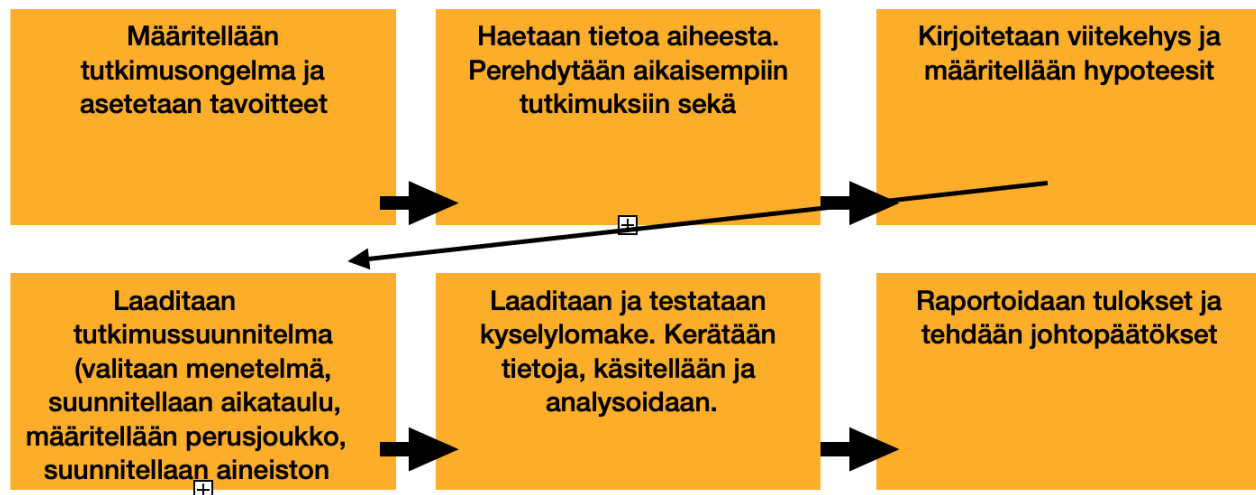 Määritellään
tutkimusongelma ja
asetetaan tavoitteet
Haetaan tietoa aiheesta.
Perehdytään aikaisempiin
tutkimuksiin sekä
Kirjoitetaan viitekehys ja
määritellään hypoteesit
Laaditaan
tutkimussuunnitelma
(valitaan menetelmä,
suunnitellaan aikataulu,
määritellään perusjoukko,
suunnitellaan aineiston
Laaditaan ja testataan
kyselylomake. Kerätään
tietoja, käsitellään ja
analysoidaan.
Raportoidaan tulokset ja
tehdään johtopäätökset